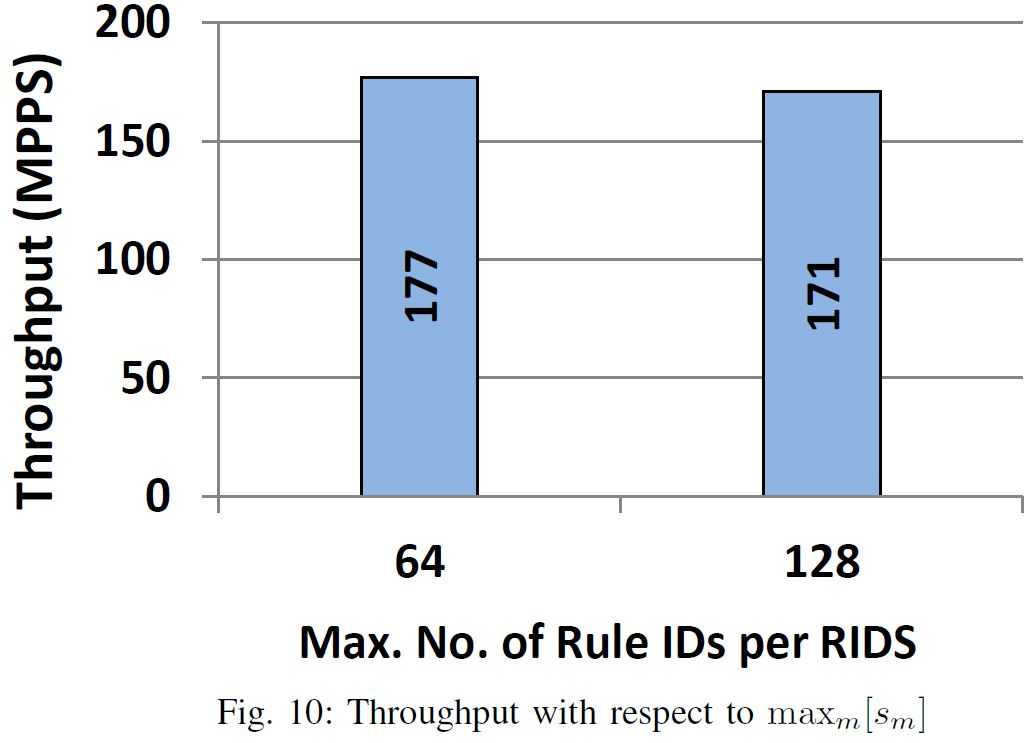 200
150
100
50
0
Throughput (MPPS)
177
171
64 128
Max. No. of Rule IDs per RIDS
Fig. 10: Throughput with respect to maxₘ[sₘ]